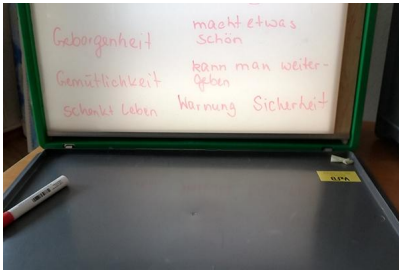 macht etwas
Geborgenheit schön
kann man weiter-
Gemütlichkeit geben
schenkt Leben Warnung Sicherheit